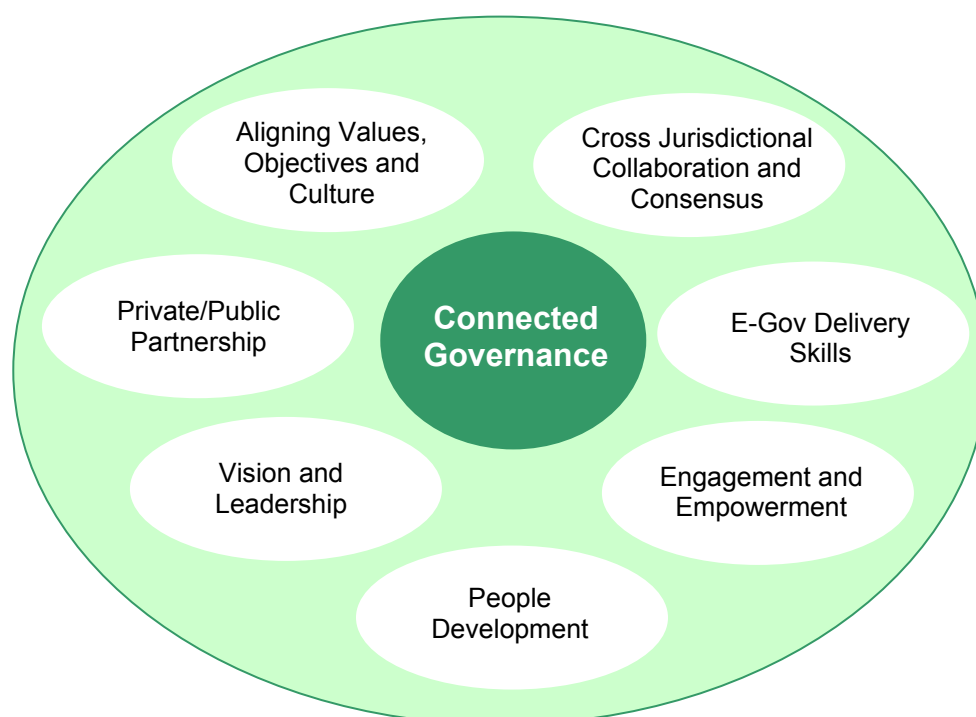 Aligning Values,
Objectives and
Culture
Cross Jurisdictional
Collaboration and
Consensus
Private/Public
Partnership
Connected
Governance
E-Gov Delivery
Skills
Vision and
Leadership
Engagement and
Empowerment
People
Development